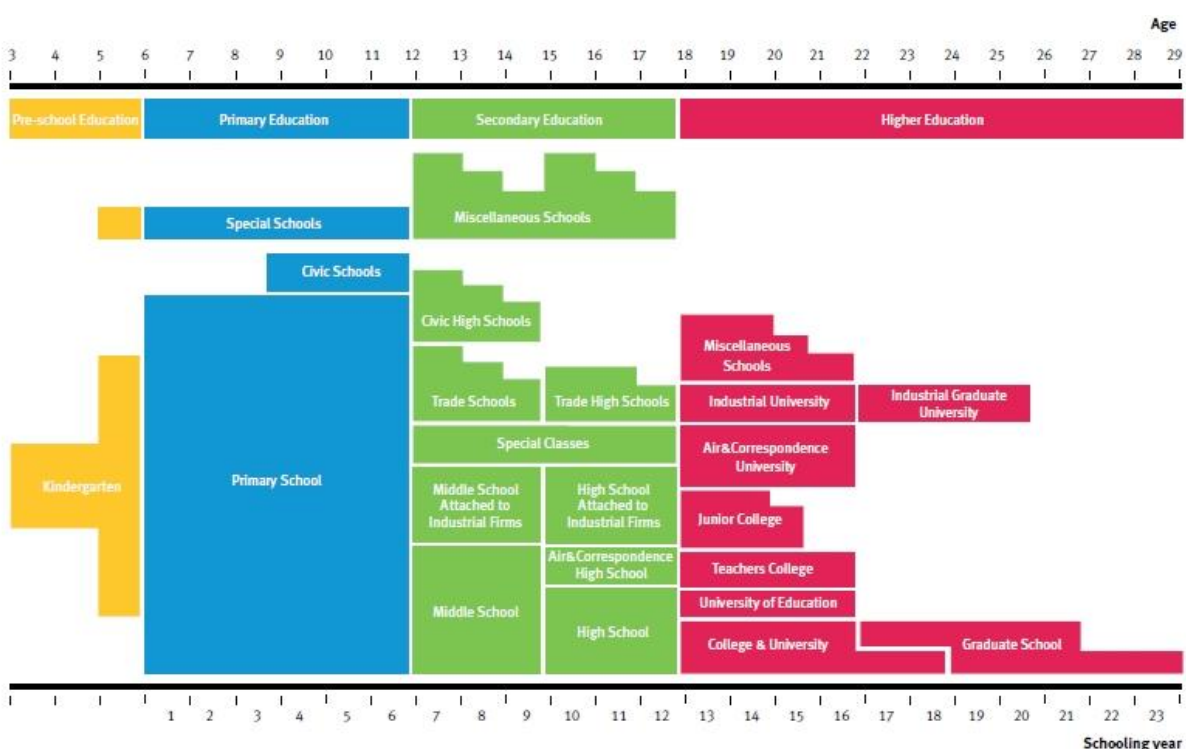 Age
3 4 5 6 7 8 9 10 11 12 13 14 15 16 17 18 19 20 21 22 23 24 25 26 27 28 29
Pre-school Education Primary Education Secondary Education Higher Education
Miscellaneous Schools
Special Schools
Civic Schools
Civic High Schools
Miscellaneous
Schools
Trade Schools
Trade High Schools
Industrial University
Industrial Graduate
University
Special Classes
Air&Correspondence
University
Kindergarten
Primary School
Middle School
Attached to
Industrial Firms
High School
Attached to
Industrial Firms
Junior College
Air&Correspondence
High School
Teachers College
Middle School
High School
University of Education
College & University
Graduate School
1 2 3 4 5 6 7 8 9 10 11 12 13 14 15 16 17 18 19 20 21 22 23
Schooling year